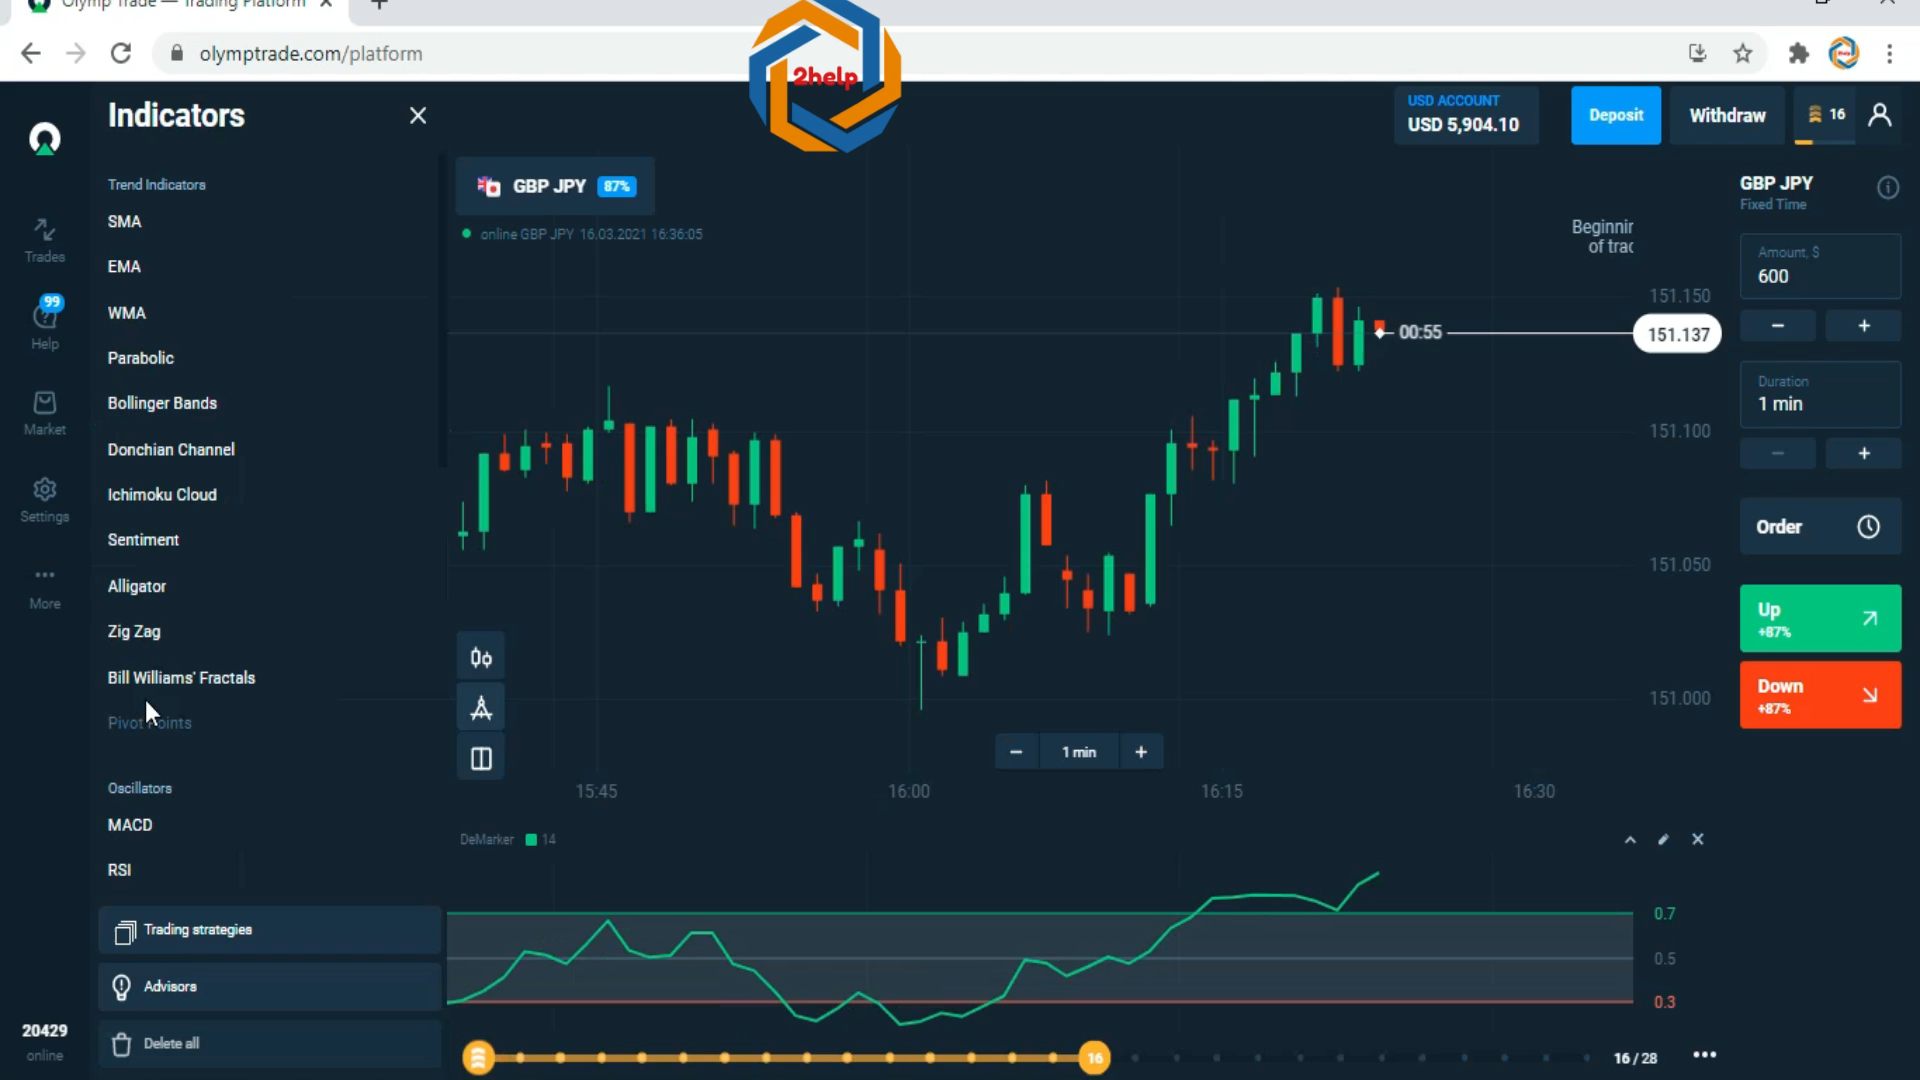 Olymp Trade — Trading Platform
olymptrade.com/platform
2help
Indicators
USD ACCOUNT
USD 5,904.10
Deposit
Withdraw
16
Trend Indicators
SMA
EMA
WMA
Parabolic
Bollinger Bands
Donchian Channel
Ichimoku Cloud
Sentiment
Alligator
Zig Zag
Bill Williams' Fractals
Pivot Points
Oscillators
MACD
RSI
Trading strategies
Advisors
Delete all
Trades
99
Help
Market
Settings
More
20429
online
GBP JPY 87%
online GBP JPY 16.03.2021 16:36:05
Beginnin
of trad
151.150
00:55
151.137
151.100
151.050
151.000
1 min
15:45
16:00
16:15
16:30
DeMarker 14
0.7
0.5
0.3
16
16 / 28
GBP JPY
Fixed Time
Amount, $
600
Duration
1 min
Order
Up
+87%
Down
+87%